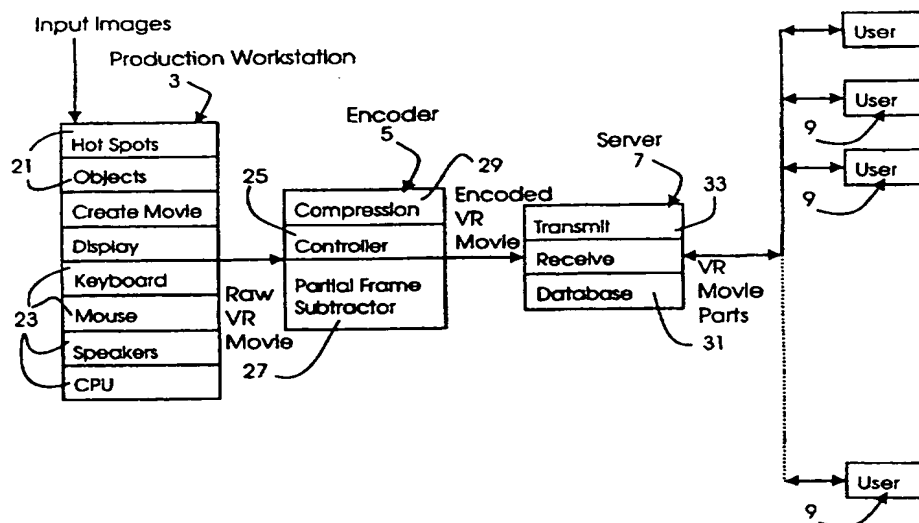 Input Images
Production Workstation
3
Hot Spots
21
Objects
Create Movie
Display
Keyboard
23
Mouse
Speakers
CPU
Raw
VR
Movie
Encoder
5
29
25
Compression
Controller
Partial Frame
Subtractor
27
Encoded
VR
Movie
Server
7
33
Transmit
Receive
Database
31
VR
Movie
Parts
User
User
9
User
9
User
9